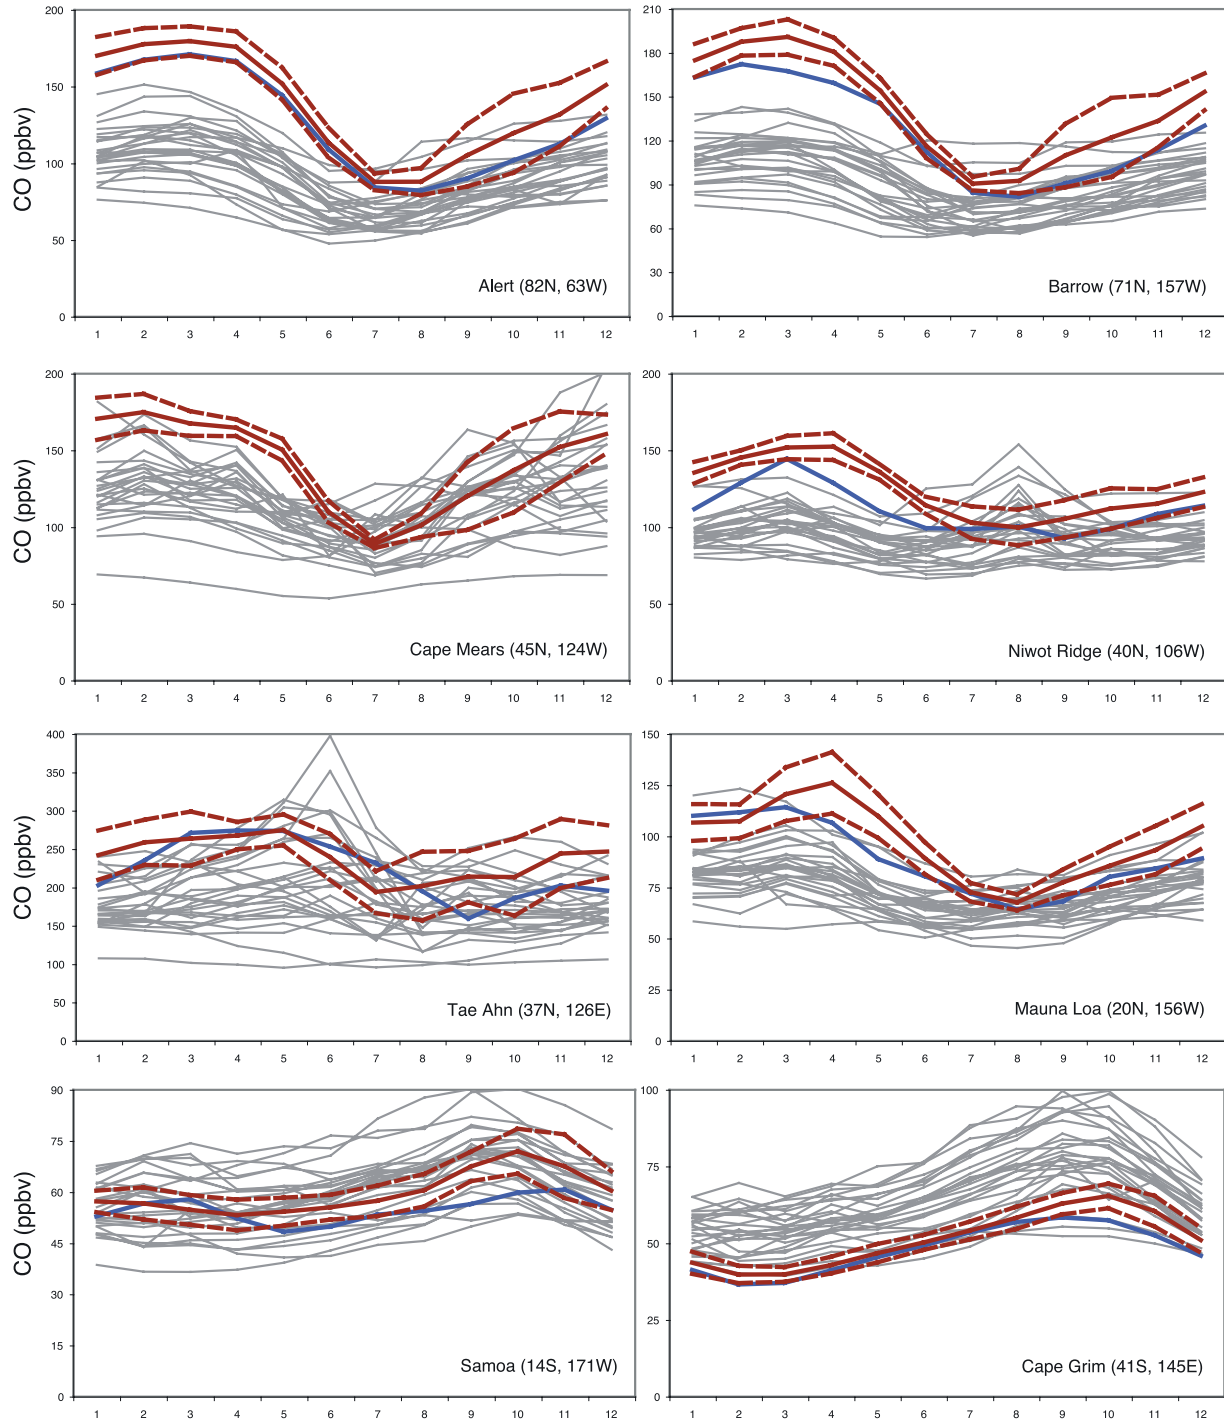 200
150
100
50
0
CO (ppbv)
1 2 3 4 5 6 7 8 9 10 11 12
Alert (82N, 63W)
210
180
150
120
90
60
30
0
1 2 3 4 5 6 7 8 9 10 11 12
Barrow (71N, 157W)
200
150
100
50
0
CO (ppbv)
1 2 3 4 5 6 7 8 9 10 11 12
Cape Mears (45N, 124W)
200
150
100
50
0
1 2 3 4 5 6 7 8 9 10 11 12
Niwot Ridge (40N, 106W)
400
350
300
250
200
150
100
50
0
CO (ppbv)
1 2 3 4 5 6 7 8 9 10 11 12
Tae Ahn (37N, 126E)
150
125
100
75
50
25
0
1 2 3 4 5 6 7 8 9 10 11 12
Mauna Loa (20N, 156W)
90
75
60
45
30
15
0
CO (ppbv)
1 2 3 4 5 6 7 8 9 10 11 12
Samoa (14S, 171W)
100
75
50
25
0
1 2 3 4 5 6 7 8 9 10 11 12
Cape Grim (41S, 145E)